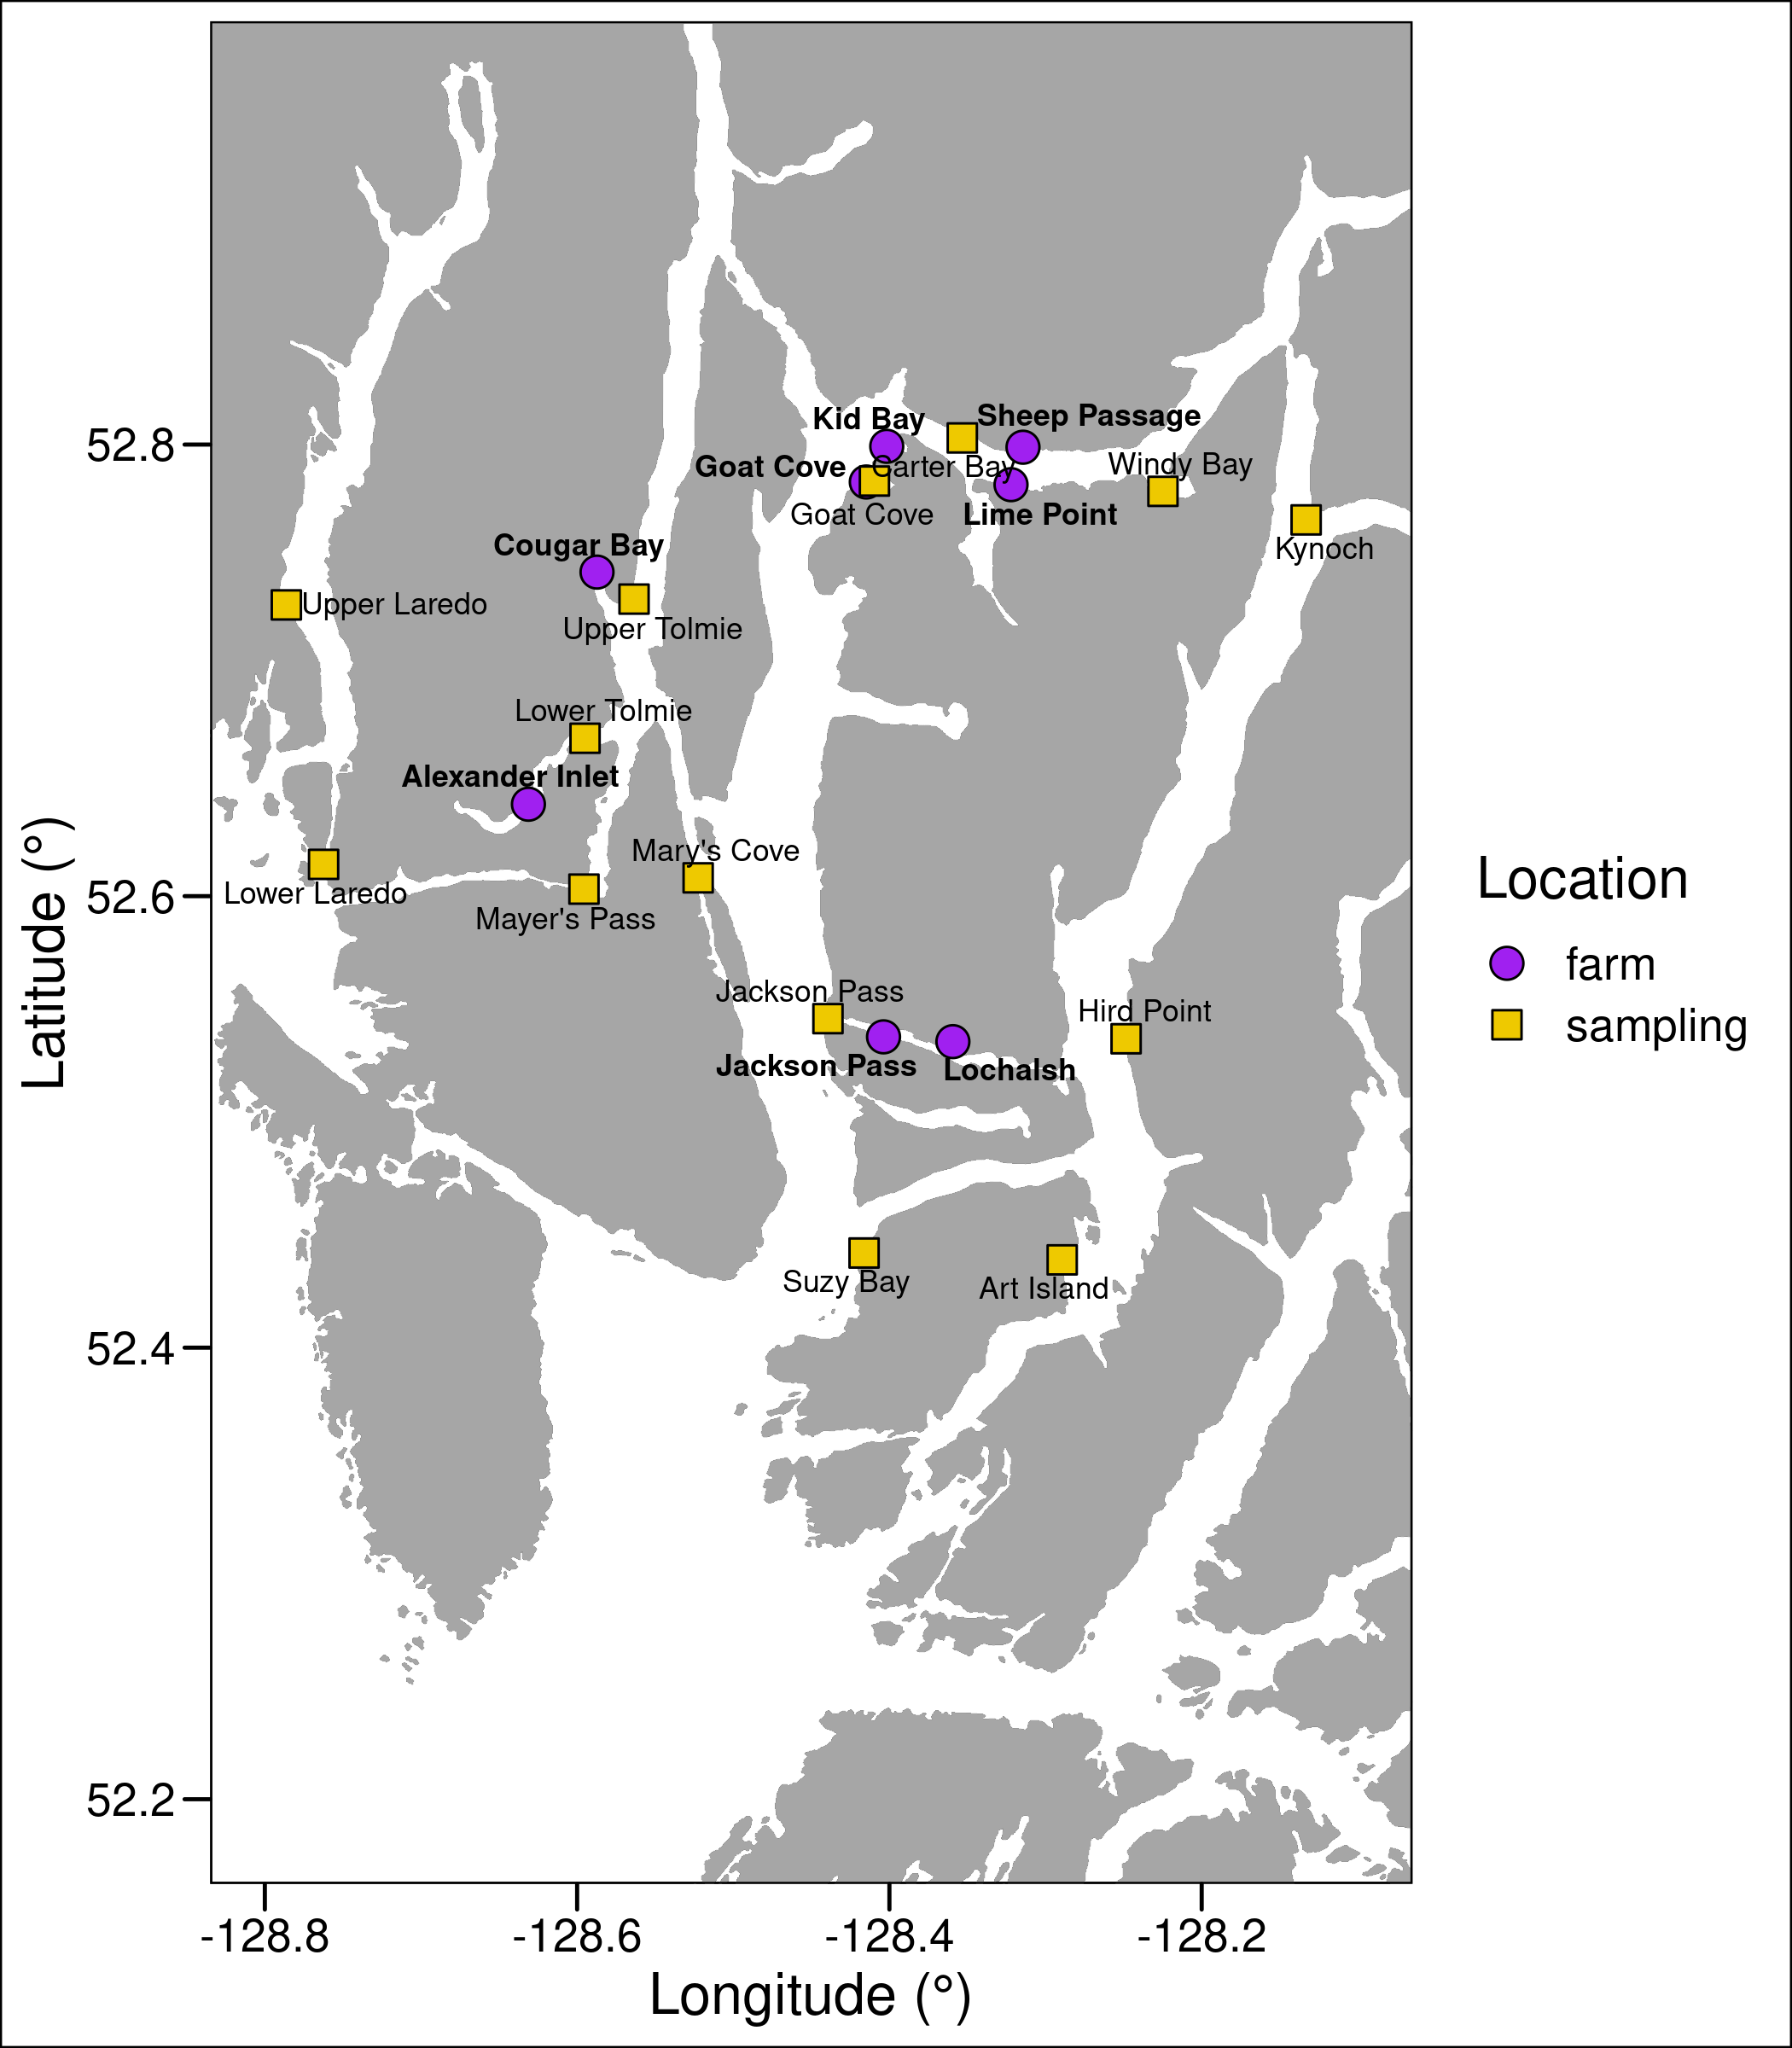 Kid Bay
Sheep Passage
52.8
Goat Cove
Carter Bay
Windy Bay
Goat Cove
Lime Point
Cougar Bay
Kynoch
Upper Laredo
Upper Tolmie
Lower Tolmie
Alexander Inlet
Mary's Cove
Lower Laredo
52.6
Mayer's Pass
Jackson Pass
Hird Point
Jackson Pass
Lochalsh
Suzy Bay
Art Island
52.4
52.2
Latitude (°)
-128.8
-128.6
-128.4
-128.2
Longitude (°)
Location
farm
sampling